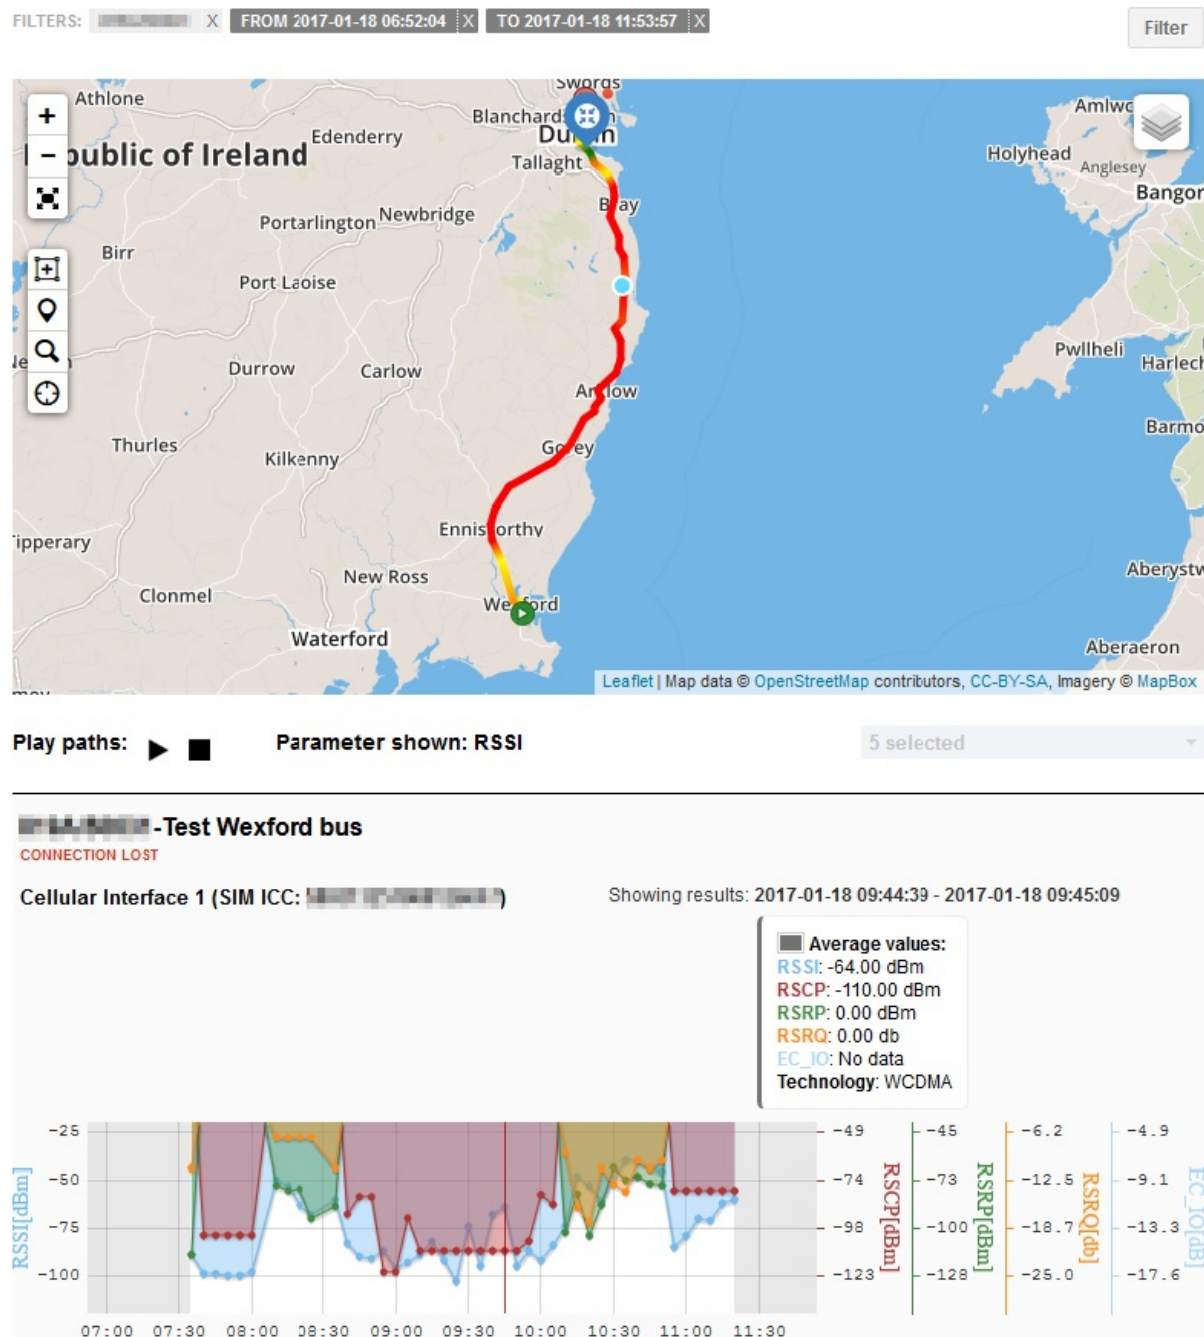 FILTERS: X FROM 2017-01-18 06:52:04 X TO 2017-01-18 11:53:57 X Filter
Swords
Athlone
Amlwc
Blanchards
Edenderry
Dublin
public of Ireland
Holyhead
Tallaght
Anglesey
Bangor
Bray
Newbridge
Portarlington
Birr
Port Laoise
Pwllheli
Harlech
Durrow
Carlow
Arklow
Barmo
Thurles
Gorey
Kilkenny
Enniscorthy
ipperary
Aberystw
New Ross
Clonmel
Wexford
Waterford
Aberaeron
Leaflet | Map data © OpenStreetMap contributors, CC-BY-SA, Imagery © MapBox
Play paths: Parameter shown: RSSI 5 selected
-Test Wexford bus
CONNECTION LOST
Cellular Interface 1 (SIM ICC: ) Showing results: 2017-01-18 09:44:39 - 2017-01-18 09:45:09
Average values:
RSSI: -64.00 dBm
RSCP: -110.00 dBm
RSRP: 0.00 dBm
RSRQ: 0.00 db
EC_IO: No data
Technology: WCDMA
-25 -49 -45 -6.2 -4.9
-50 -74 -73 -12.5 -9.1
-75 -98 -100 -18.7 -13.3
-100 -123 -128 -25.0 -17.6
RSSI[dBm] RSCP[dBm] RSRP[dBm] RSRQ[db] EC_IO[dB]
07:00 07:30 08:00 08:30 09:00 09:30 10:00 10:30 11:00 11:30